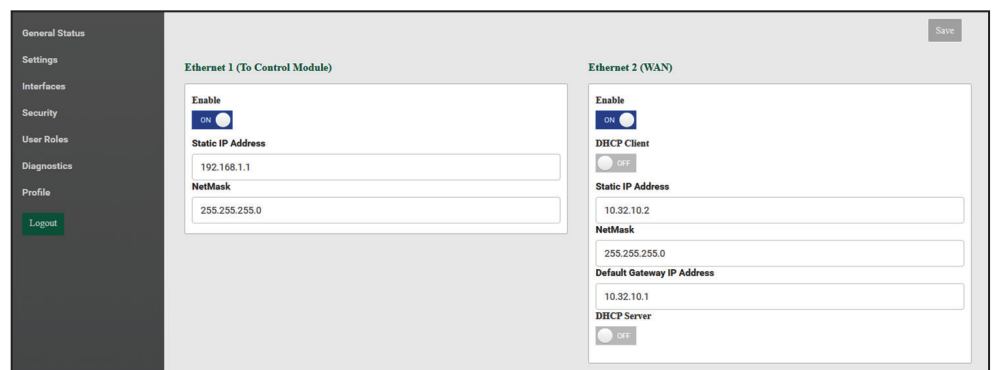 General Status
Settings
Interfaces
Security
User Roles
Diagnostics
Profile
Logout
Save
Ethernet 1 (To Control Module)
Enable
ON
Static IP Address
192.168.1.1
NetMask
255.255.255.0
Ethernet 2 (WAN)
Enable
ON
DHCP Client
OFF
Static IP Address
10.32.10.2
NetMask
255.255.255.0
Default Gateway IP Address
10.32.10.1
DHCP Server
OFF